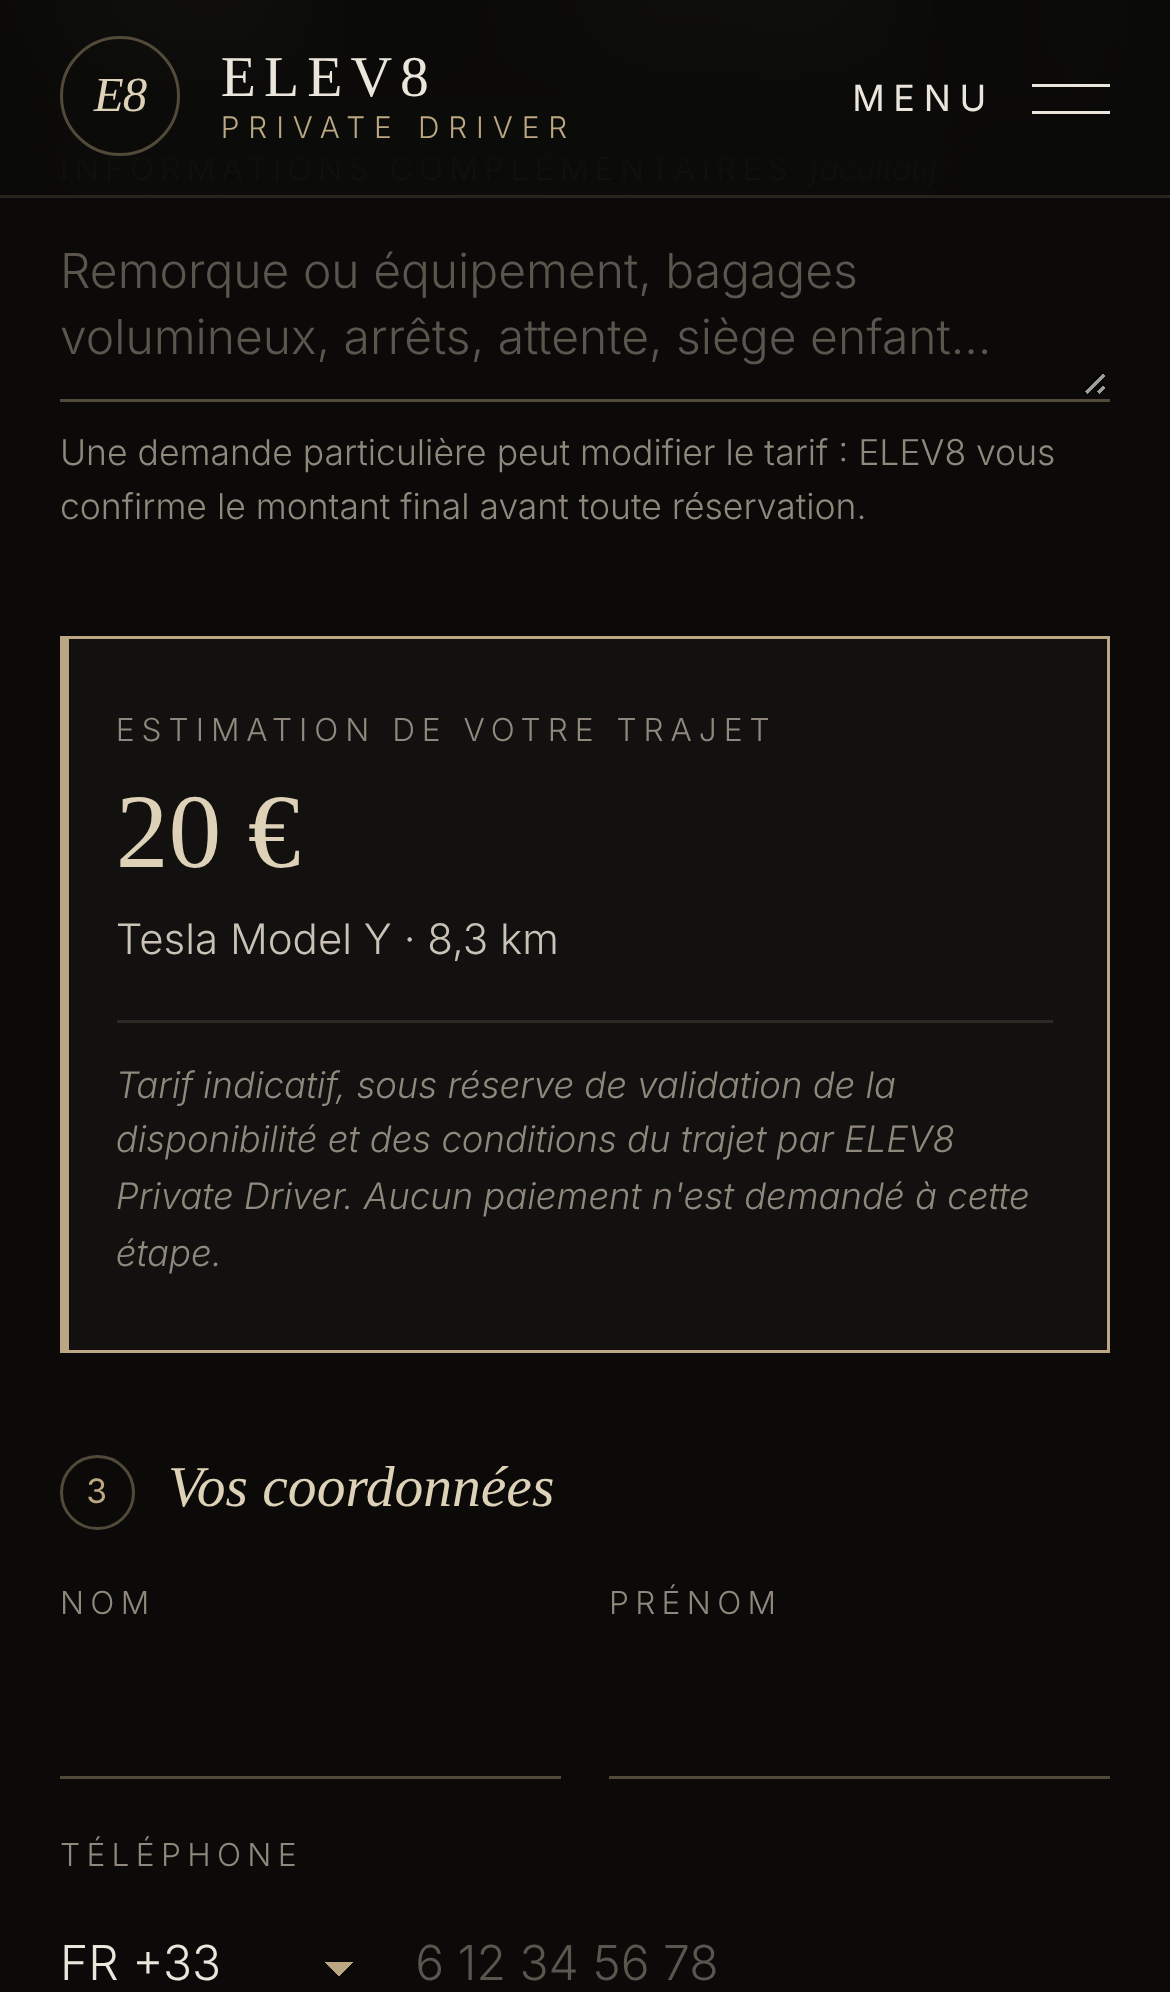 E8
ELEV8
PRIVATE DRIVER
MENU
INFORMATIONS COMPLÉMENTAIRES facultatif
Remorque ou équipement, bagages
volumineux, arrêts, attente, siège enfant...
Une demande particulière peut modifier le tarif : ELEV8 vous
confirme le montant final avant toute réservation.
ESTIMATION DE VOTRE TRAJET
20 €
Tesla Model Y · 8,3 km
Tarif indicatif, sous réserve de validation de la
disponibilité et des conditions du trajet par ELEV8
Private Driver. Aucun paiement n'est demandé à cette
étape.
3 Vos coordonnées
NOM PRÉNOM
TÉLÉPHONE
FR +33 6 12 34 56 78